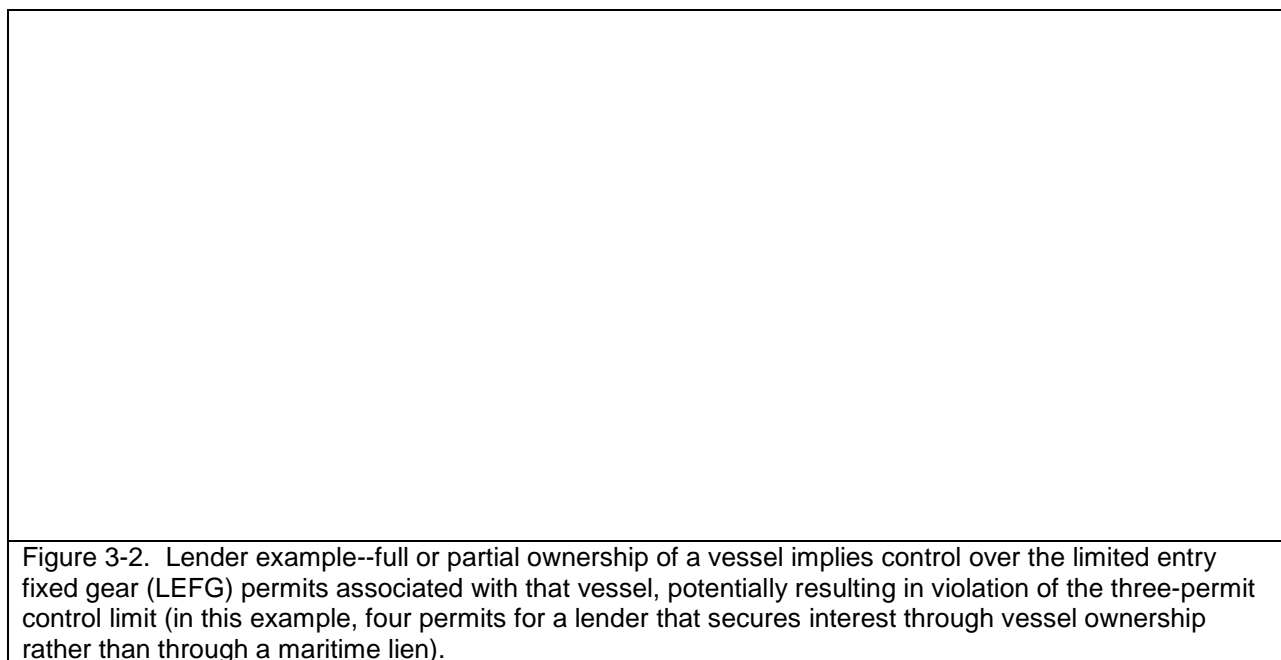 Figure 3-2.  Lender example--full or partial ownership of a vessel implies control over the limited entry
fixed gear (LEFG) permits associated with that vessel, potentially resulting in violation of the three-permit
control limit (in this example, four permits for a lender that secures interest through vessel ownership
rather than through a maritime lien).